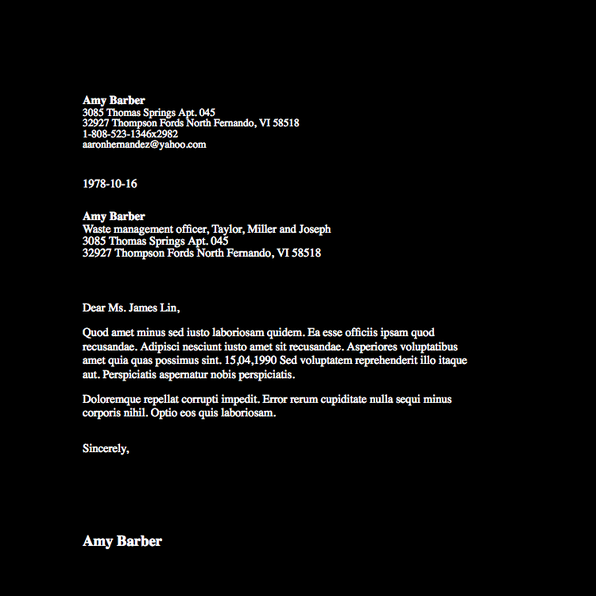 Amy Barber
3085 Thomas Springs Apt. 045
32927 Thompson Fords North Fernando, VI 58518
1-808-523-1346x2982
aaronhernandez@yahoo.com
1978-10-16
Amy Barber
Waste management officer, Taylor, Miller and Joseph
3085 Thomas Springs Apt. 045
32927 Thompson Fords North Fernando, VI 58518
Dear Ms. James Lin,
Quod amet minus sed iusto laboriosam quidem. Ea esse officiis ipsam quod
recusandae. Adipisci nesciunt iusto amet sit recusandae. Asperiores voluptatibus
amet quia quas possimus sint. 15,04,1990 Sed voluptatem reprehenderit illo itaque
aut. Perspiciatis aspernatur nobis perspiciatis.
Doloremque repellat corrupti impedit. Error rerum cupiditate nulla sequi minus
corporis nihil. Optio eos quis laboriosam.
Sincerely,
Amy Barber